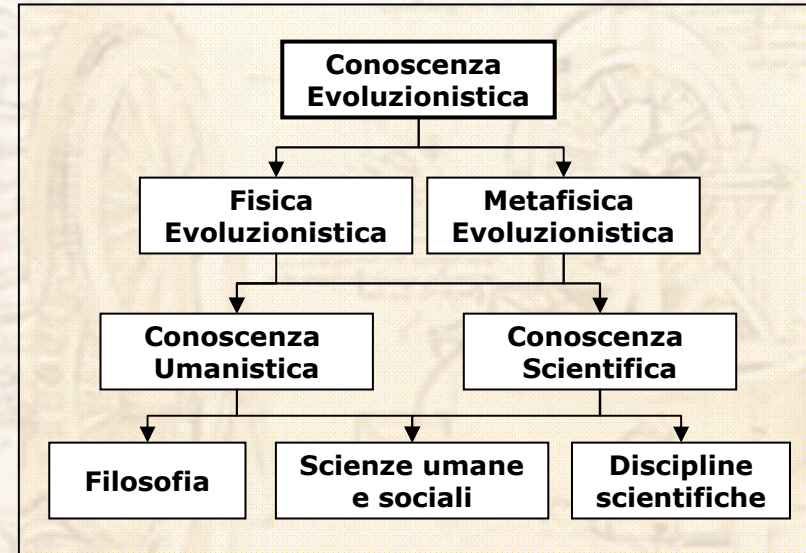 Conoscenza
Evoluzionistica
Fisica
Evoluzionistica
Metafisica
Evoluzionistica
Conoscenza
Umanistica
Conoscenza
Scientifica
Filosofia
Scienze umane
e sociali
Discipline
scientifiche